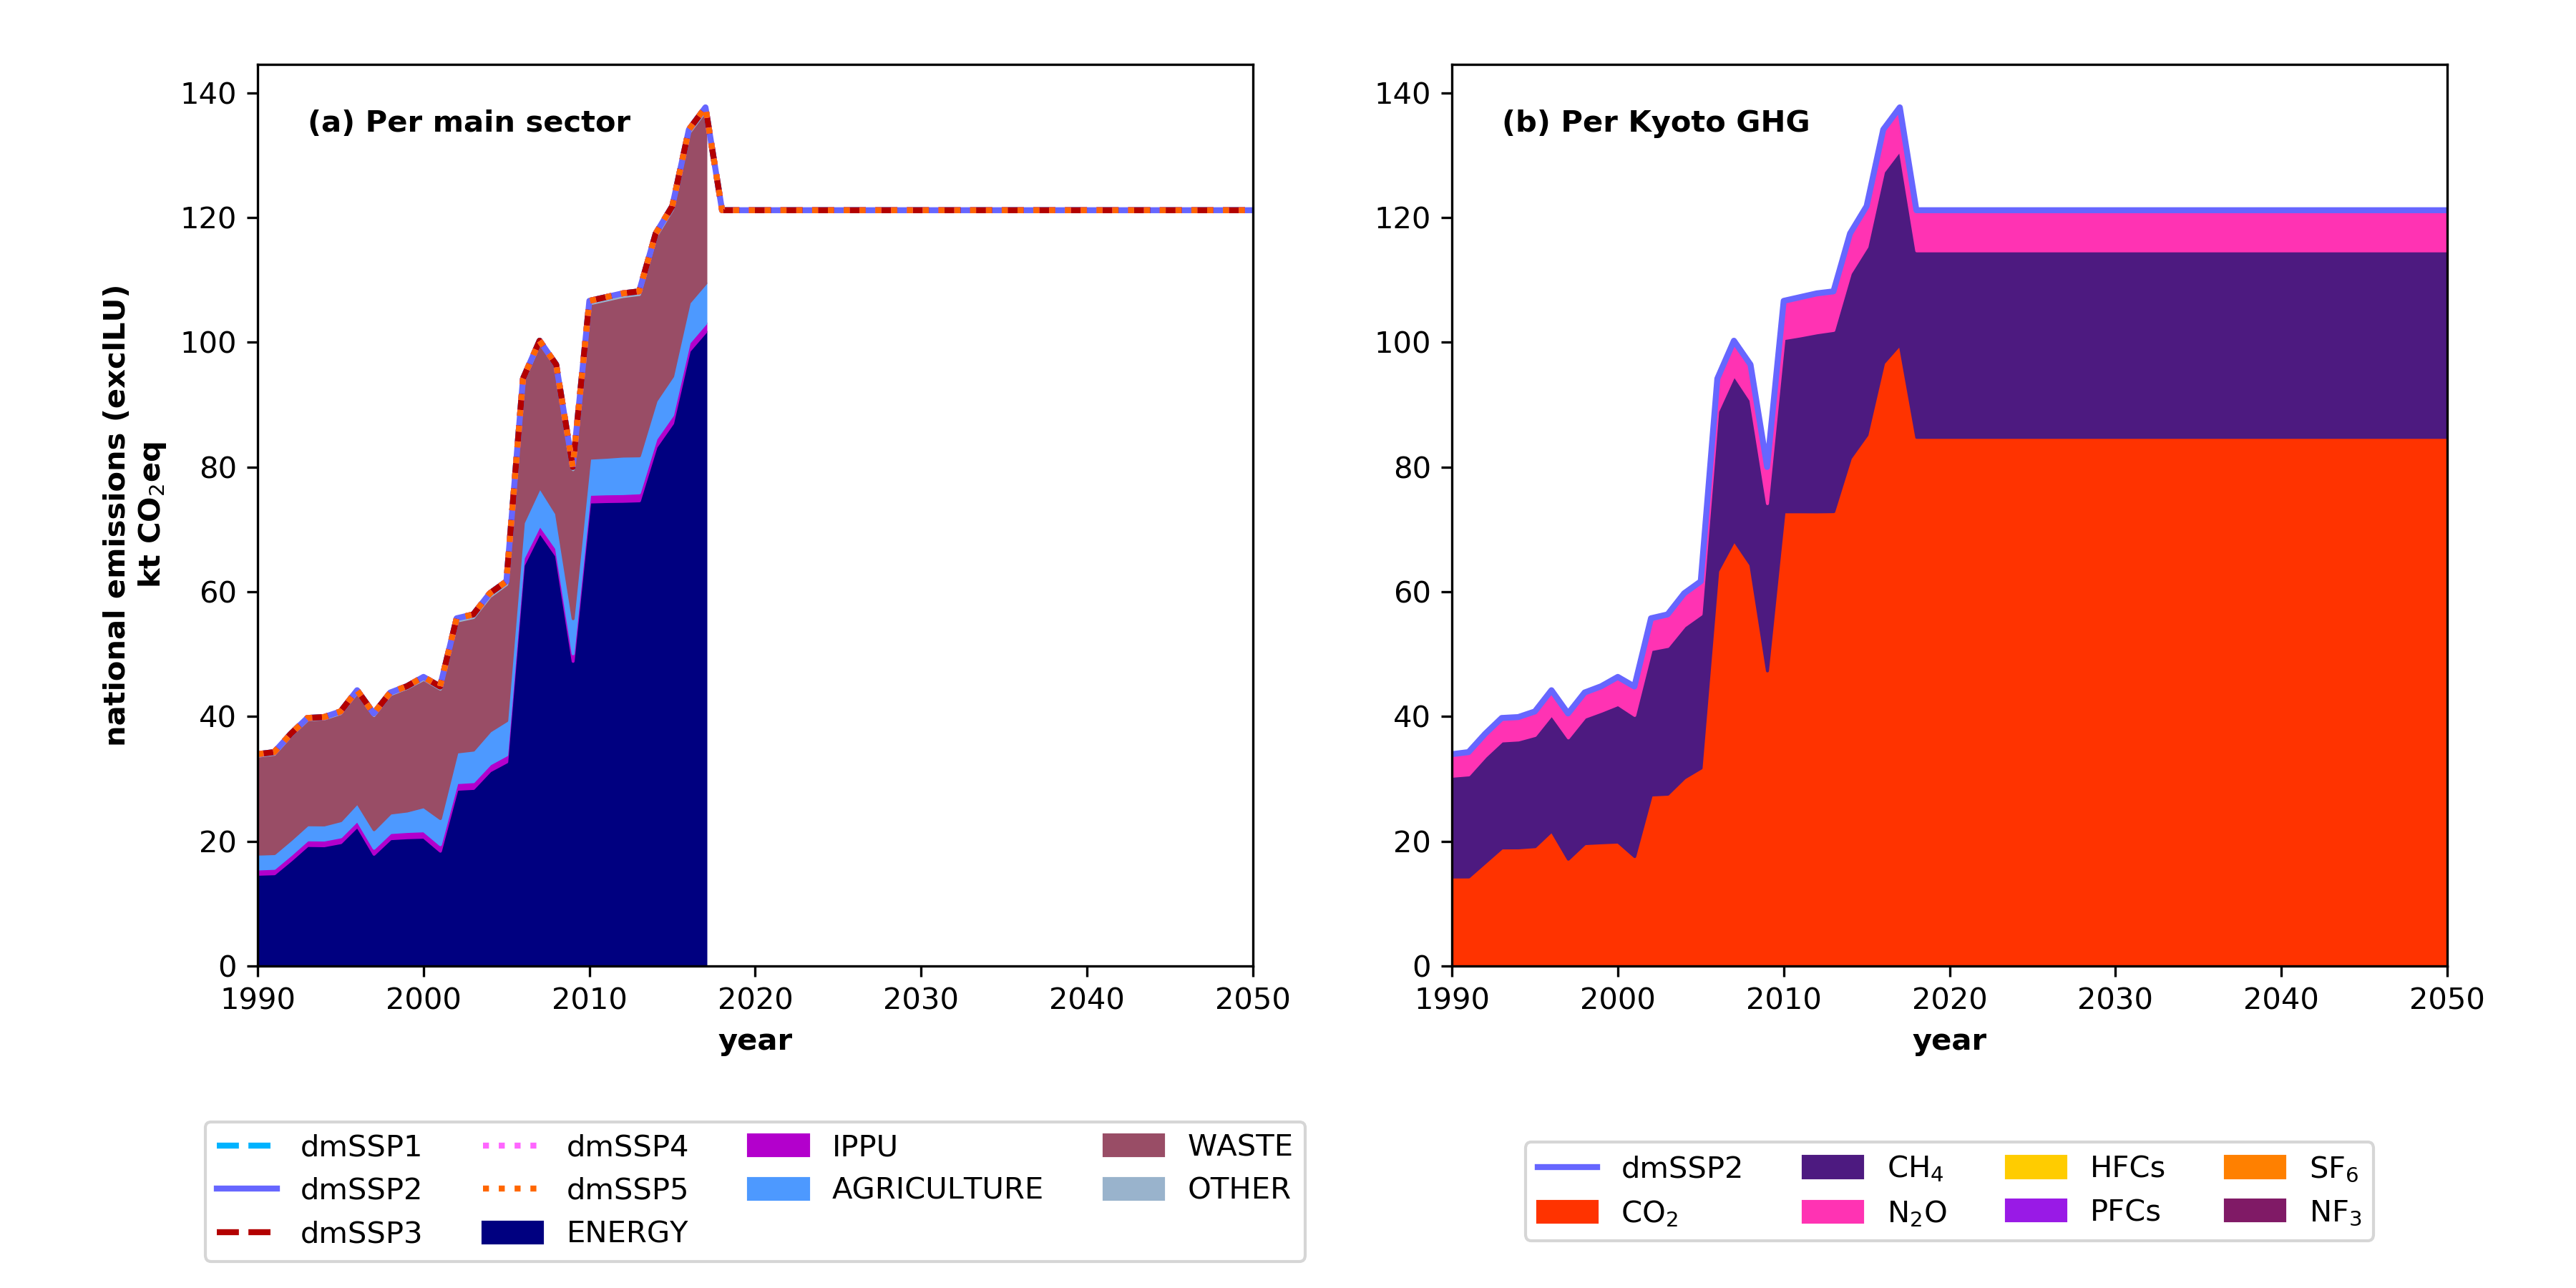 (a) Per main sector
national emissions (exclLU)
kt CO₂eq
140
120
100
80
60
40
20
0
1990 2000 2010 2020 2030 2040 2050
year
dmSSP1 dmSSP4 IPPU WASTE
dmSSP2 dmSSP5 AGRICULTURE OTHER
dmSSP3 ENERGY
(b) Per Kyoto GHG
140
120
100
80
60
40
20
0
1990 2000 2010 2020 2030 2040 2050
year
dmSSP2 CH₄ HFCs SF₆
CO₂ N₂O PFCs NF₃